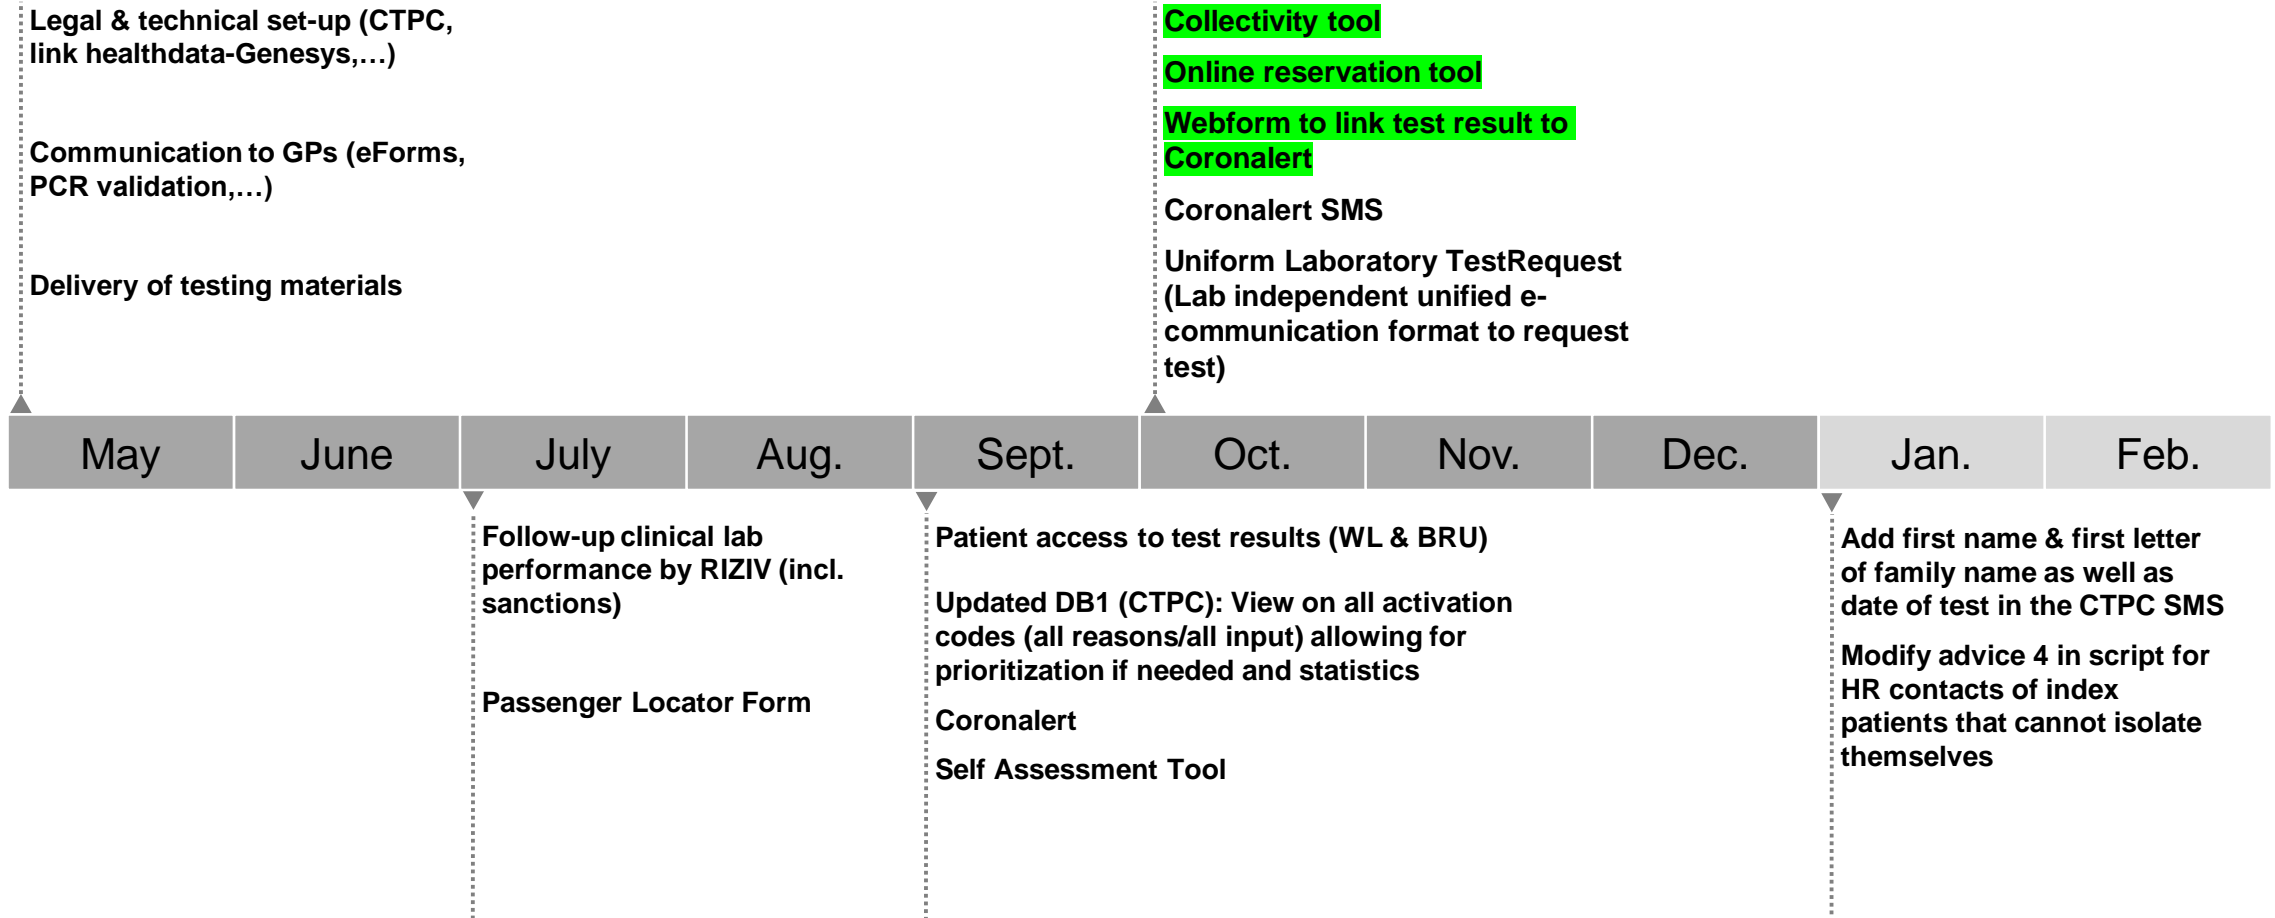 Legal & technical set-up (CTPC,
link healthdata-Genesys,…)
Communication to GPs (eForms,
PCR validation,…)
Delivery of testing materials
Collectivity tool
Online reservation tool
Webform to link test result to
Coronalert
Coronalert SMS
Uniform Laboratory TestRequest
(Lab independent unified e-
communication format to request
test)
May June July Aug. Sept. Oct. Nov. Dec. Jan. Feb.
Follow-up clinical lab
performance by RIZIV (incl.
sanctions)
Passenger Locator Form
Patient access to test results (WL & BRU)
Updated DB1 (CTPC): View on all activation
codes (all reasons/all input) allowing for
prioritization if needed and statistics
Coronalert
Self Assessment Tool
Add first name & first letter
of family name as well as
date of test in the CTPC SMS
Modify advice 4 in script for
HR contacts of index
patients that cannot isolate
themselves